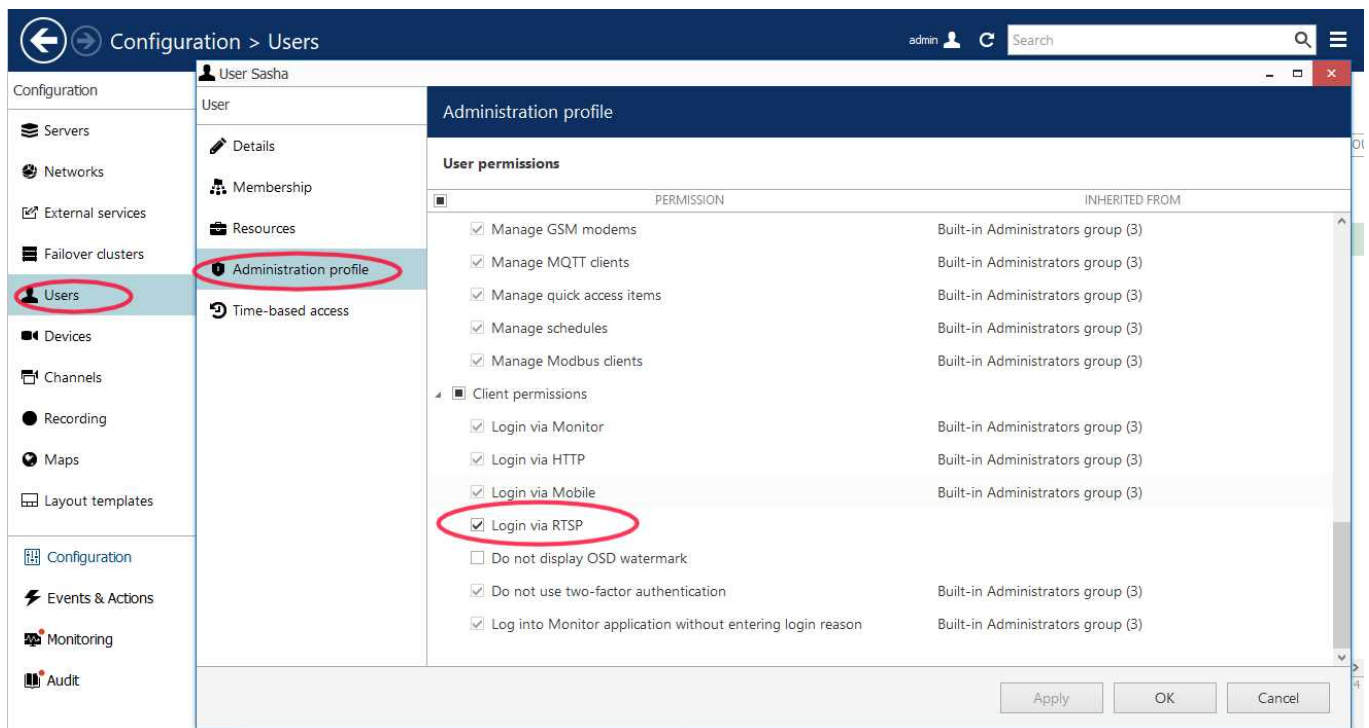 Configuration > Users
admin
Search
Configuration
Servers
Networks
External services
Failover clusters
Users
Devices
Channels
Recording
Maps
Layout templates
Configuration
Events & Actions
Monitoring
Audit
User Sasha
User
Details
Membership
Resources
Administration profile
Time-based access
Administration profile
User permissions
PERMISSION INHERITED FROM
Manage GSM modems Built-in Administrators group (3)
Manage MQTT clients Built-in Administrators group (3)
Manage quick access items Built-in Administrators group (3)
Manage schedules Built-in Administrators group (3)
Manage Modbus clients Built-in Administrators group (3)
Client permissions
Login via Monitor Built-in Administrators group (3)
Login via HTTP Built-in Administrators group (3)
Login via Mobile Built-in Administrators group (3)
Login via RTSP
Do not display OSD watermark
Do not use two-factor authentication Built-in Administrators group (3)
Log into Monitor application without entering login reason Built-in Administrators group (3)
Apply OK Cancel